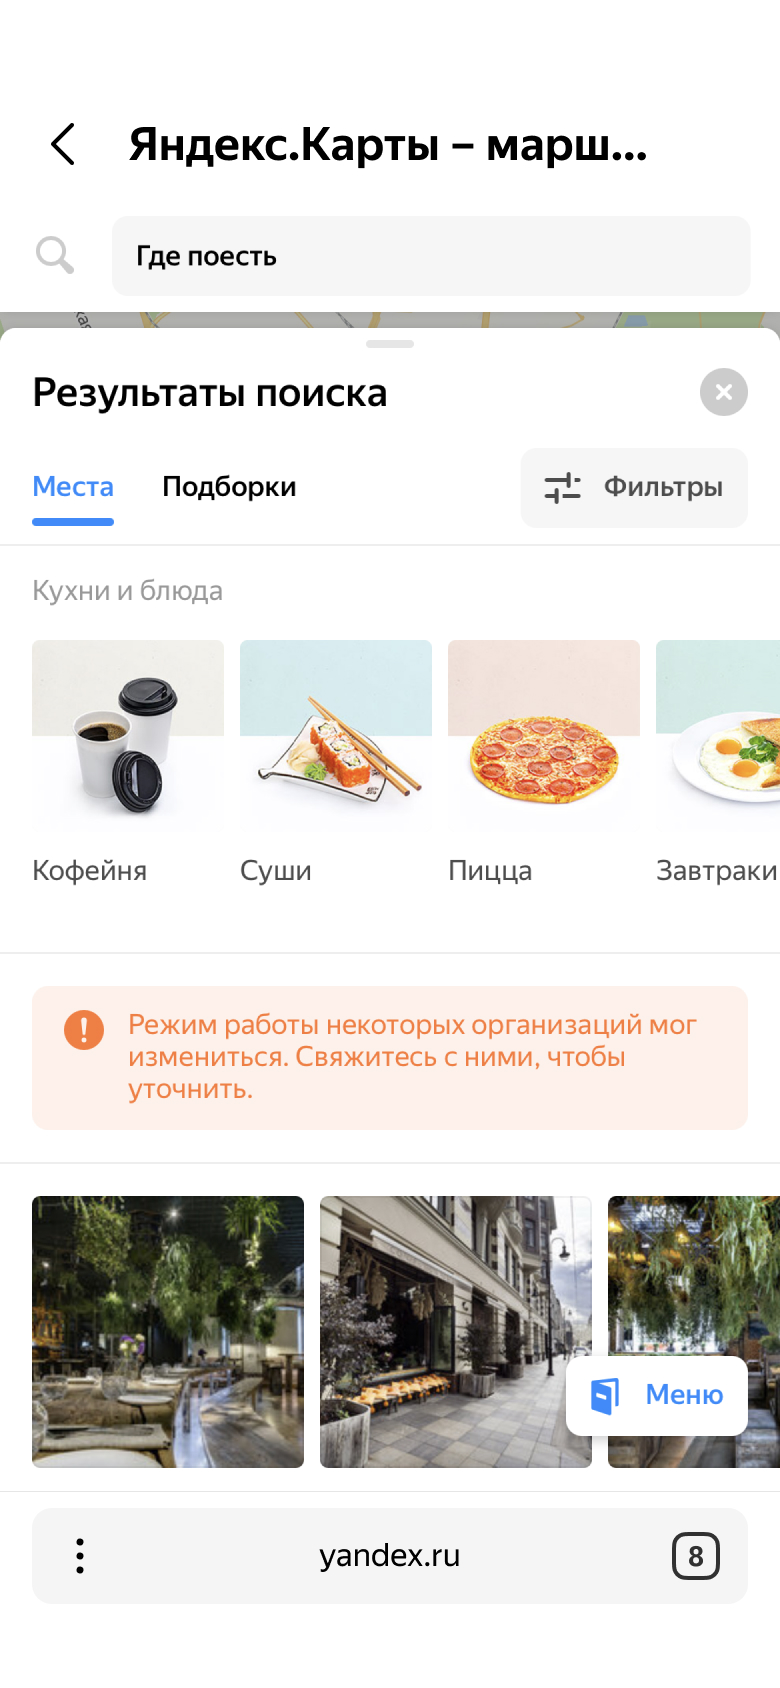 Яндекс.Карты – марш...
Где поесть
Результаты поиска
Места
Подборки
Фильтры
Кухни и блюда
Кофейня
Суши
Пицца
Завтраки
Режим работы некоторых организаций мог
измениться. Свяжитесь с ними, чтобы
уточнить.
Меню
yandex.ru
8